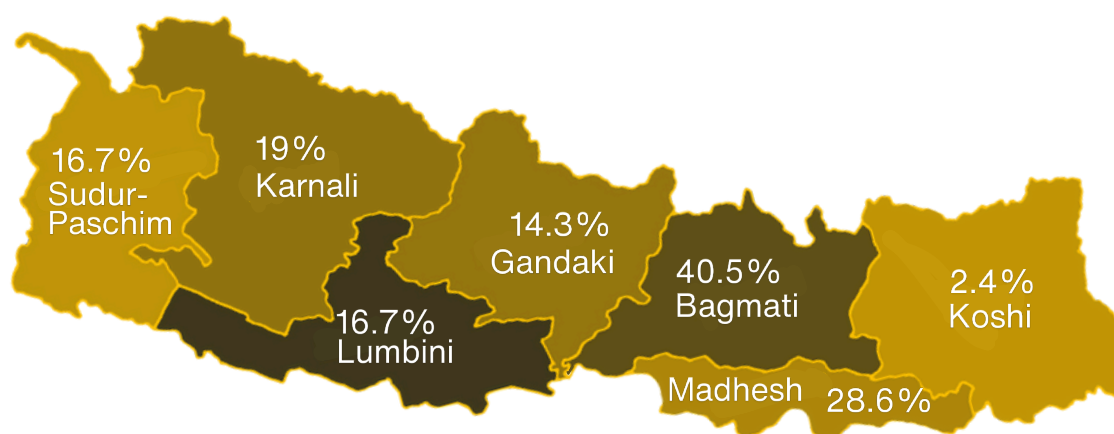 16.7%
Sudur-
Paschim
19%
Karnali
14.3%
Gandaki
40.5%
Bagmati
2.4%
Koshi
16.7%
Lumbini
Madhesh 28.6%